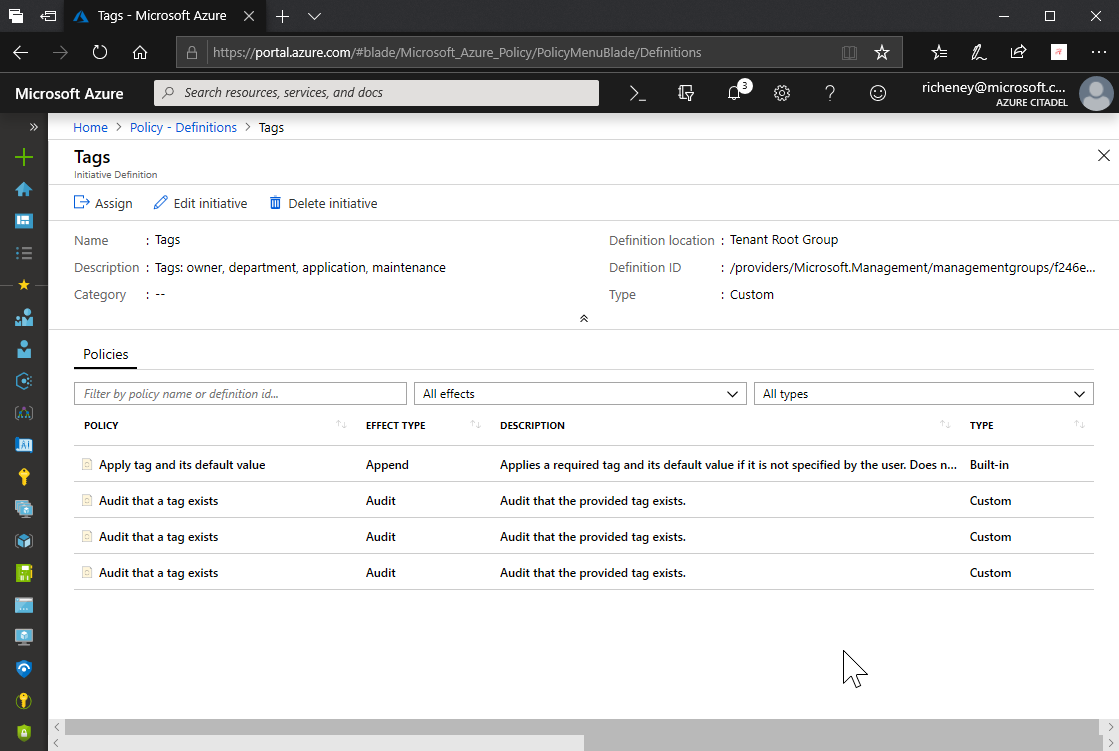 Tags - Microsoft Azure
https://portal.azure.com/#blade/Microsoft_Azure_Policy/PolicyMenuBlade/Definitions
Microsoft Azure
Search resources, services, and docs
3
richeney@microsoft.c...
AZURE CITADEL
Home > Policy - Definitions > Tags
Tags
Initiative Definition
Assign Edit initiative Delete initiative
Name : Tags
Definition location : Tenant Root Group
Description : Tags: owner, department, application, maintenance
Definition ID : /providers/Microsoft.Management/managementgroups/f246e...
Category : --
Type : Custom
Policies
Filter by policy name or definition id...
All effects
All types
POLICY EFFECT TYPE DESCRIPTION TYPE
Apply tag and its default value Append Applies a required tag and its default value if it is not specified by the user. Does n... Built-in
Audit that a tag exists Audit Audit that the provided tag exists. Custom
Audit that a tag exists Audit Audit that the provided tag exists. Custom
Audit that a tag exists Audit Audit that the provided tag exists. Custom